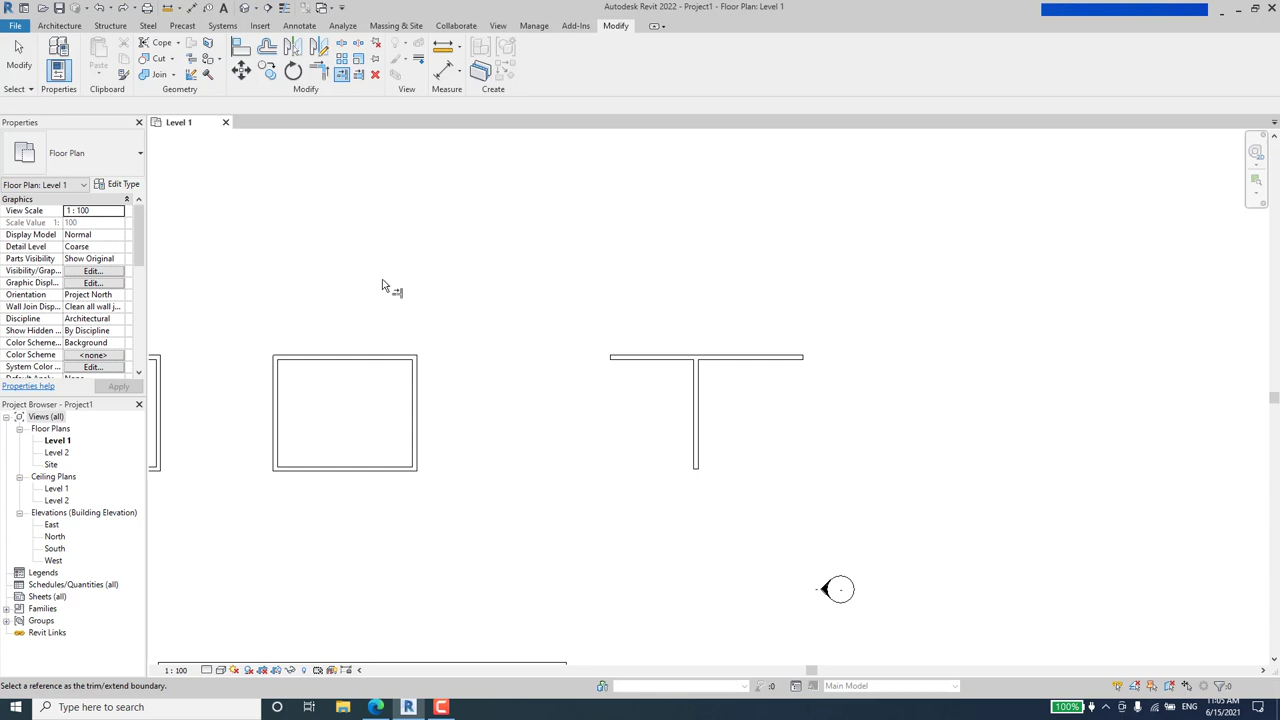 Autodesk Revit 2022 - Project1 - Floor Plan: Level 1
File Architecture Structure Steel Precast Systems Insert Annotate Analyze Massing & Site Collaborate View Manage Add-Ins Modify
Modify
Paste
Cope
Cut
Join
Select Properties Clipboard Geometry Modify View Measure Create
Properties
Level 1
Floor Plan
Floor Plan: Level 1 Edit Type
Graphics
View Scale 1 : 100
Scale Value 1: 100
Display Model Normal
Detail Level Coarse
Parts Visibility Show Original
Visibility/Grap... Edit...
Graphic Displ... Edit...
Orientation Project North
Wall Join Disp... Clean all wall j...
Discipline Architectural
Show Hidden ... By Discipline
Color Scheme... Background
Color Scheme <none>
System Color ... Edit...
Properties help Apply
Project Browser - Project1
Views (all)
Floor Plans
Level 1
Level 2
Site
Ceiling Plans
Level 1
Level 2
Elevations (Building Elevation)
East
North
South
West
Legends
Schedules/Quantities (all)
Sheets (all)
Families
Groups
Revit Links
1 : 100
Select a reference as the trim/extend boundary.
:0
Main Model
:0
Type here to search
100%
ENG
11:05 AM
6/15/2021